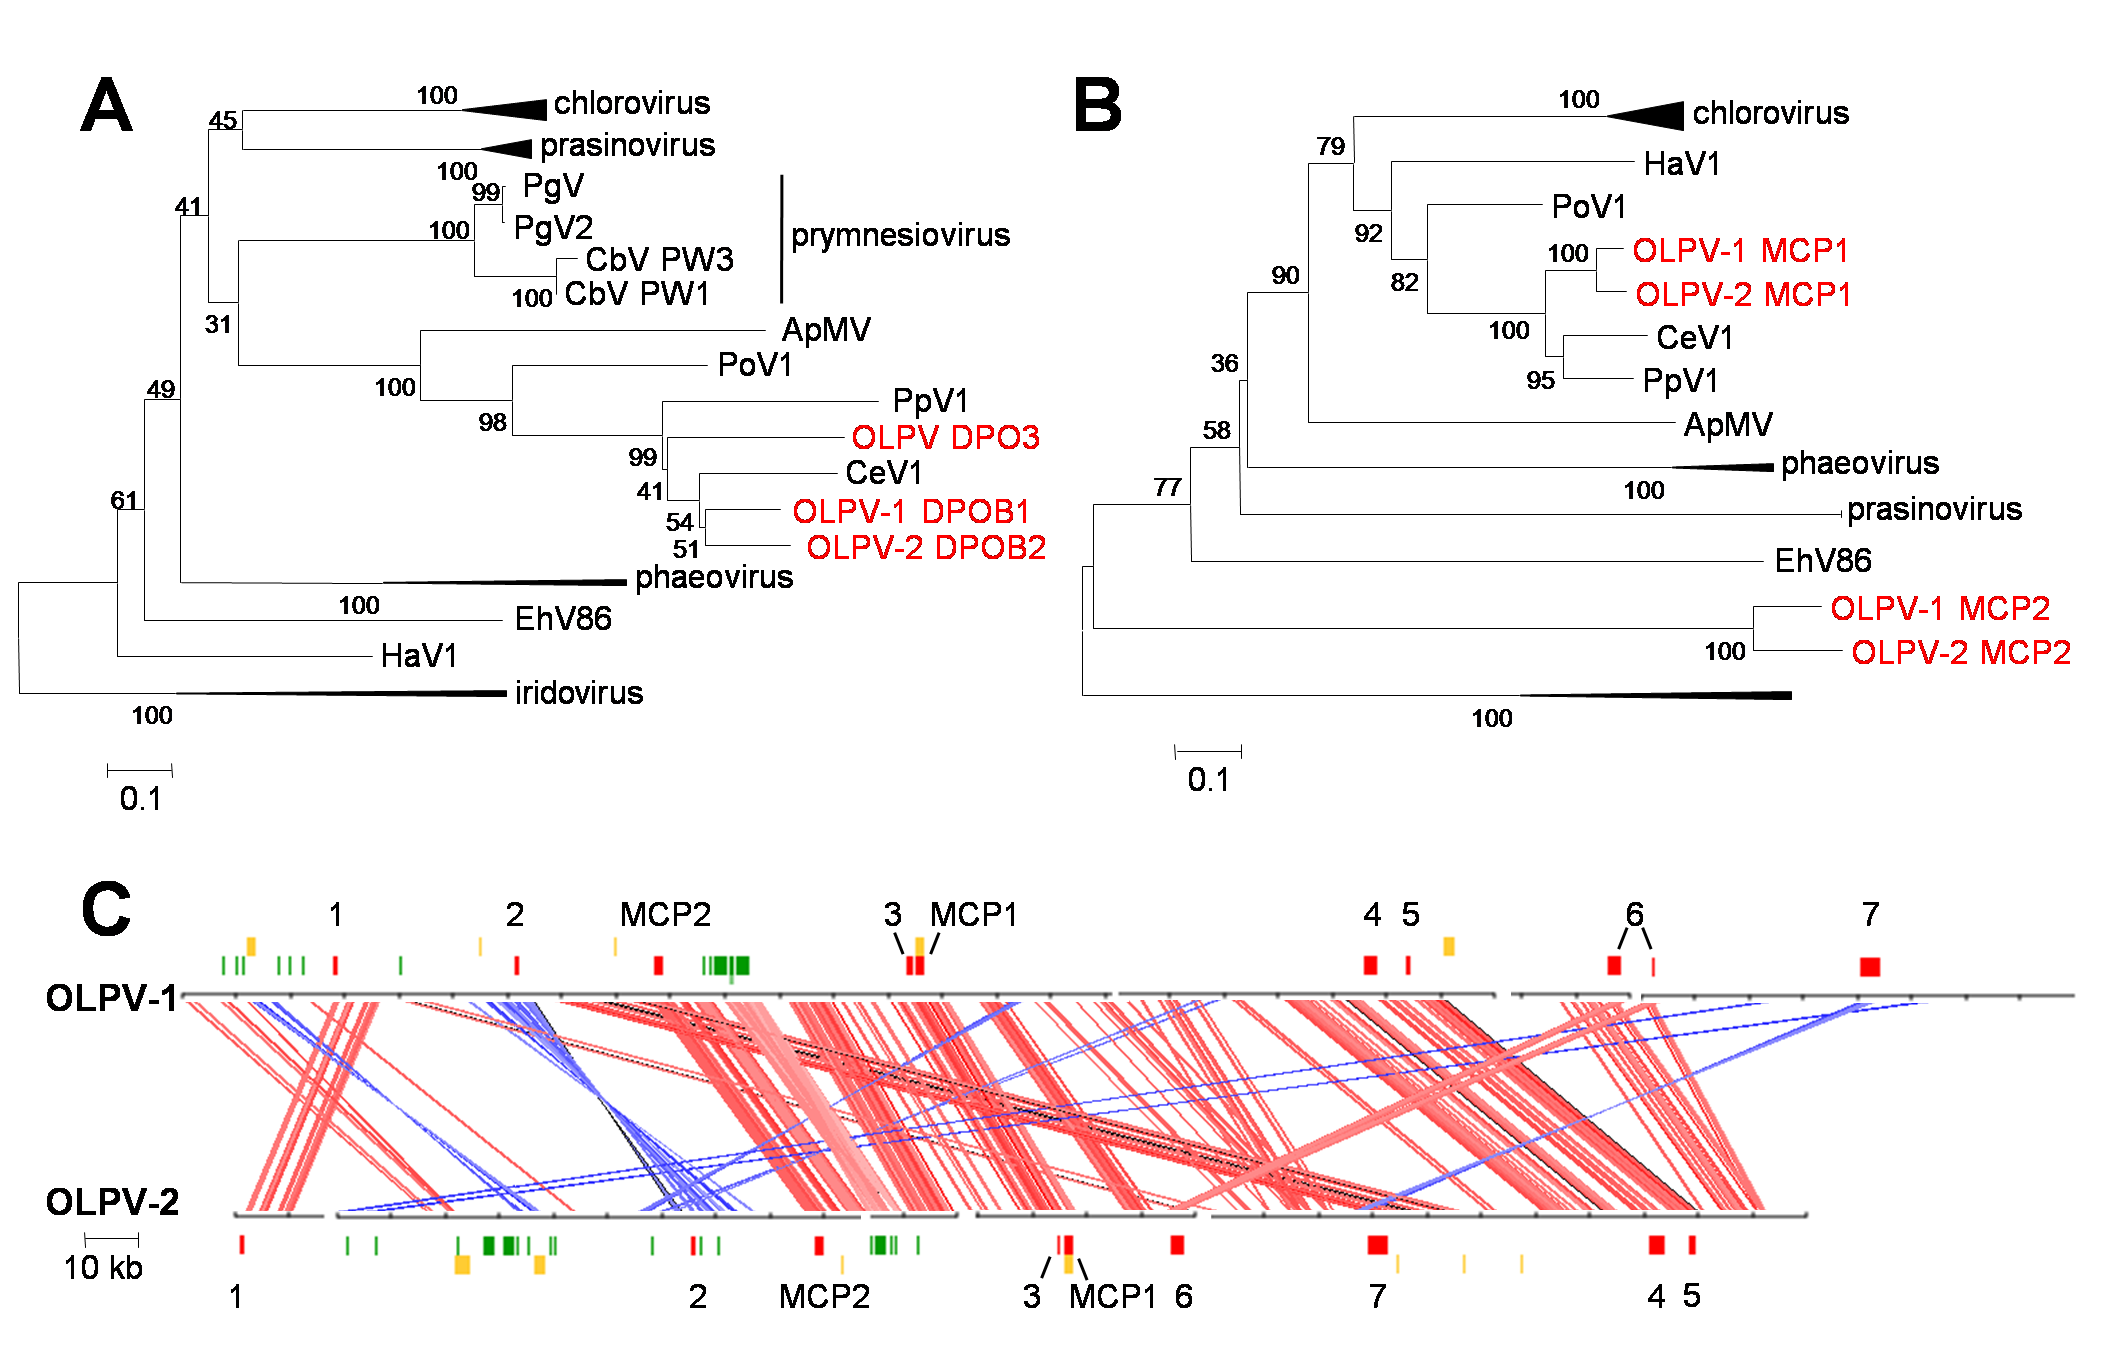 A
100
chlorovirus
45
prasinovirus
100
99
PgV
41
PgV2
100
prymnesiovirus
CbV PW3
100
CbV PW1
31
ApMV
PoV1
49
100
PpV1
98
OLPV DPO3
99
CeV1
41
OLPV-1 DPOB1
61
54
OLPV-2 DPOB2
51
phaeovirus
100
EhV86
HaV1
iridovirus
100
0.1
B
100
chlorovirus
79
HaV1
PoV1
92
OLPV-1 MCP1
100
90
82
OLPV-2 MCP1
100
CeV1
36
95
PpV1
ApMV
58
phaeovirus
77
100
prasinovirus
EhV86
OLPV-1 MCP2
100
OLPV-2 MCP2
100
0.1
C
1 2 MCP2 3 MCP1 4 5 6 7
OLPV-1
OLPV-2
10 kb
1 2 MCP2 3 MCP1 6 7 4 5